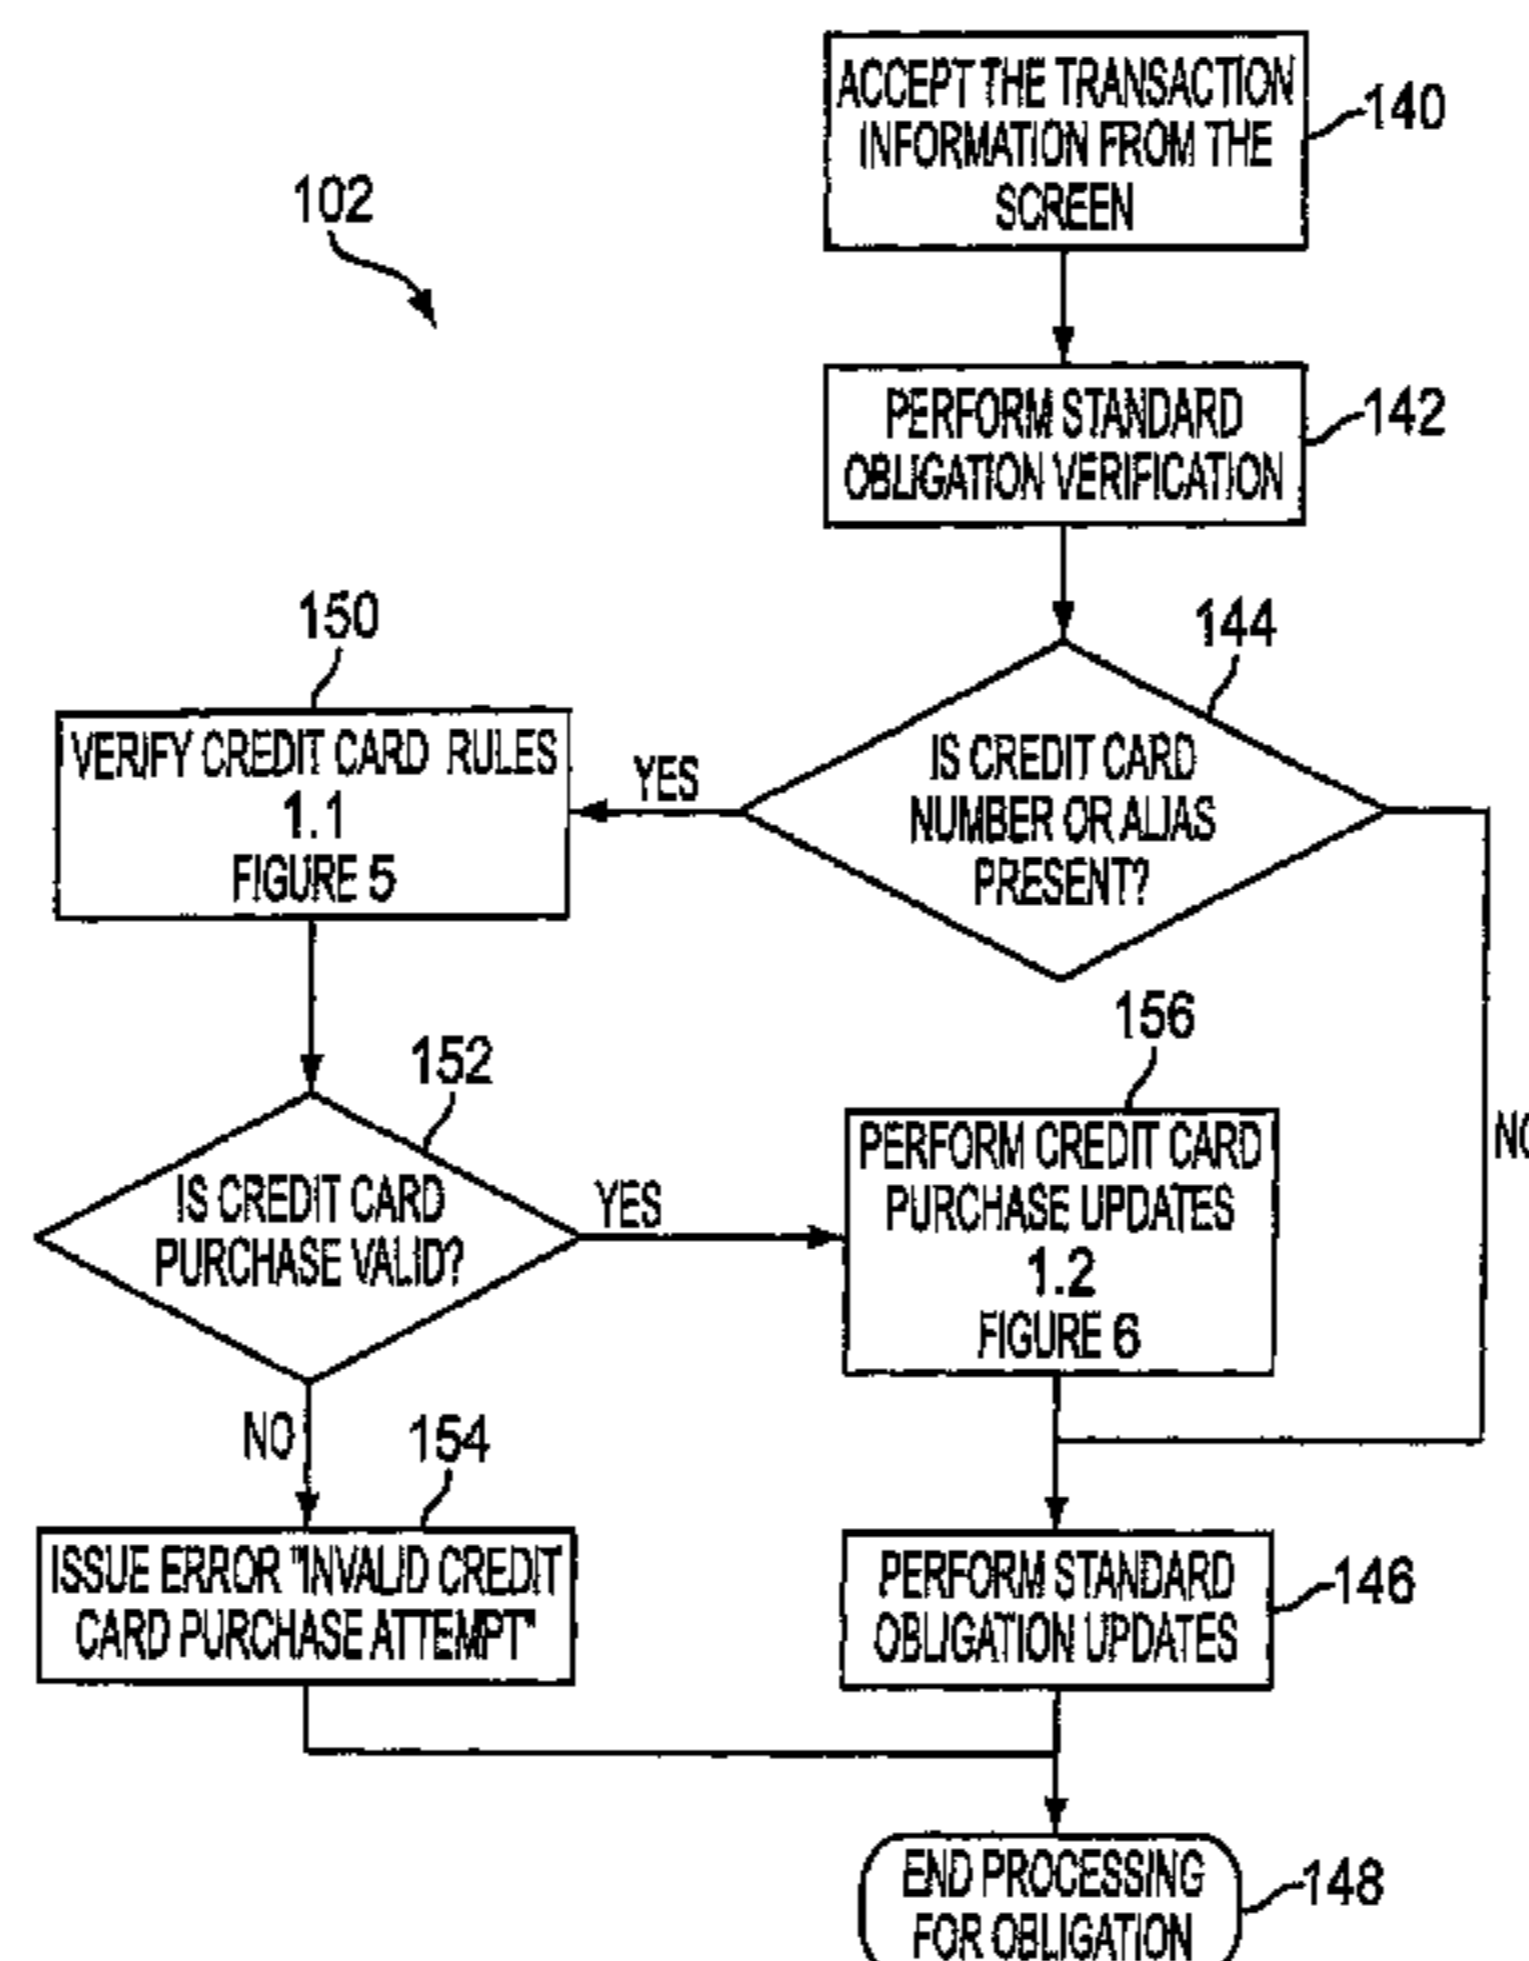 ACCEPT THE TRANSACTION
INFORMATION FROM THE
SCREEN
140
102
PERFORM STANDARD
OBLIGATION VERIFICATION
142
150
144
VERIFY CREDIT CARD RULES
1.1
FIGURE 5
YES
IS CREDIT CARD
NUMBER OR ALIAS
PRESENT?
156
152
NO
IS CREDIT CARD
PURCHASE VALID?
YES
PERFORM CREDIT CARD
PURCHASE UPDATES
1.2
FIGURE 6
NO
154
ISSUE ERROR "INVALID CREDIT
CARD PURCHASE ATTEMPT"
PERFORM STANDARD
OBLIGATION UPDATES
146
END PROCESSING
FOR OBLIGATION
148